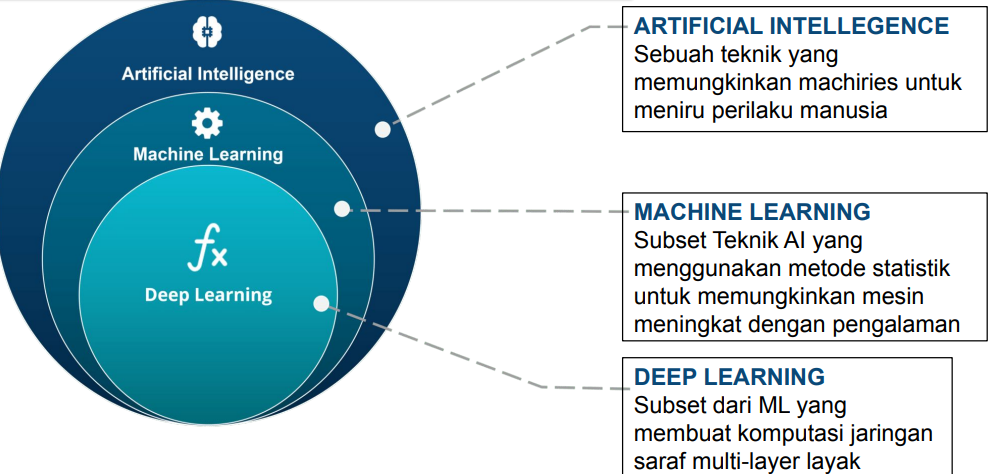 Artificial Intelligence
Machine Learning
fx
Deep Learning
ARTIFICIAL INTELLEGENCE
Sebuah teknik yang
memungkinkan machiries untuk
meniru perilaku manusia
MACHINE LEARNING
Subset Teknik AI yang
menggunakan metode statistik
untuk memungkinkan mesin
meningkat dengan pengalaman
DEEP LEARNING
Subset dari ML yang
membuat komputasi jaringan
saraf multi-layer layak